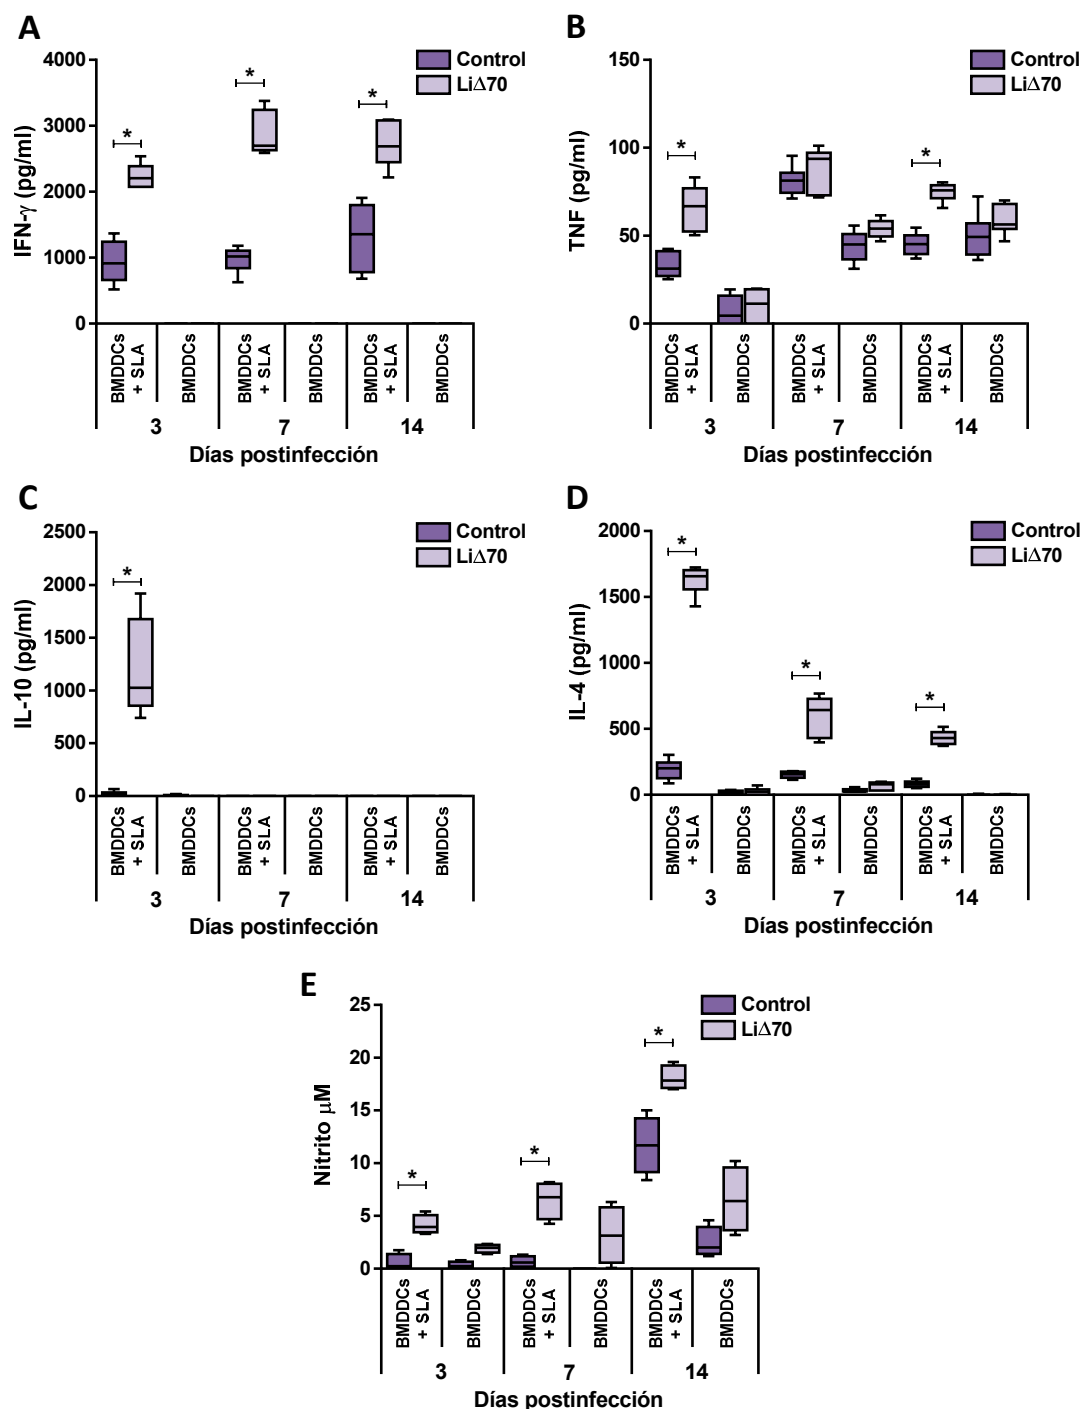 A
Control
LiΔ70
*
*
*
4000
3000
2000
1000
0
IFN-γ (pg/ml)
BMDDCs + SLA
BMDDCs
BMDDCs + SLA
BMDDCs
BMDDCs + SLA
BMDDCs
3
7
14
Días postinfección
B
Control
LiΔ70
*
*
150
100
50
0
TNF (pg/ml)
BMDDCs + SLA
BMDDCs
BMDDCs + SLA
BMDDCs
BMDDCs + SLA
BMDDCs
3
7
14
Días postinfección
C
Control
LiΔ70
*
2500
2000
1500
1000
500
0
IL-10 (pg/ml)
BMDDCs + SLA
BMDDCs
BMDDCs + SLA
BMDDCs
BMDDCs + SLA
BMDDCs
3
7
14
Días postinfección
D
Control
LiΔ70
*
*
*
2000
1500
1000
500
0
IL-4 (pg/ml)
BMDDCs + SLA
BMDDCs
BMDDCs + SLA
BMDDCs
BMDDCs + SLA
BMDDCs
3
7
14
Días postinfección
E
Control
LiΔ70
*
*
*
25
20
15
10
5
0
Nitrito μM
BMDDCs + SLA
BMDDCs
BMDDCs + SLA
BMDDCs
BMDDCs + SLA
BMDDCs
3
7
14
Días postinfección